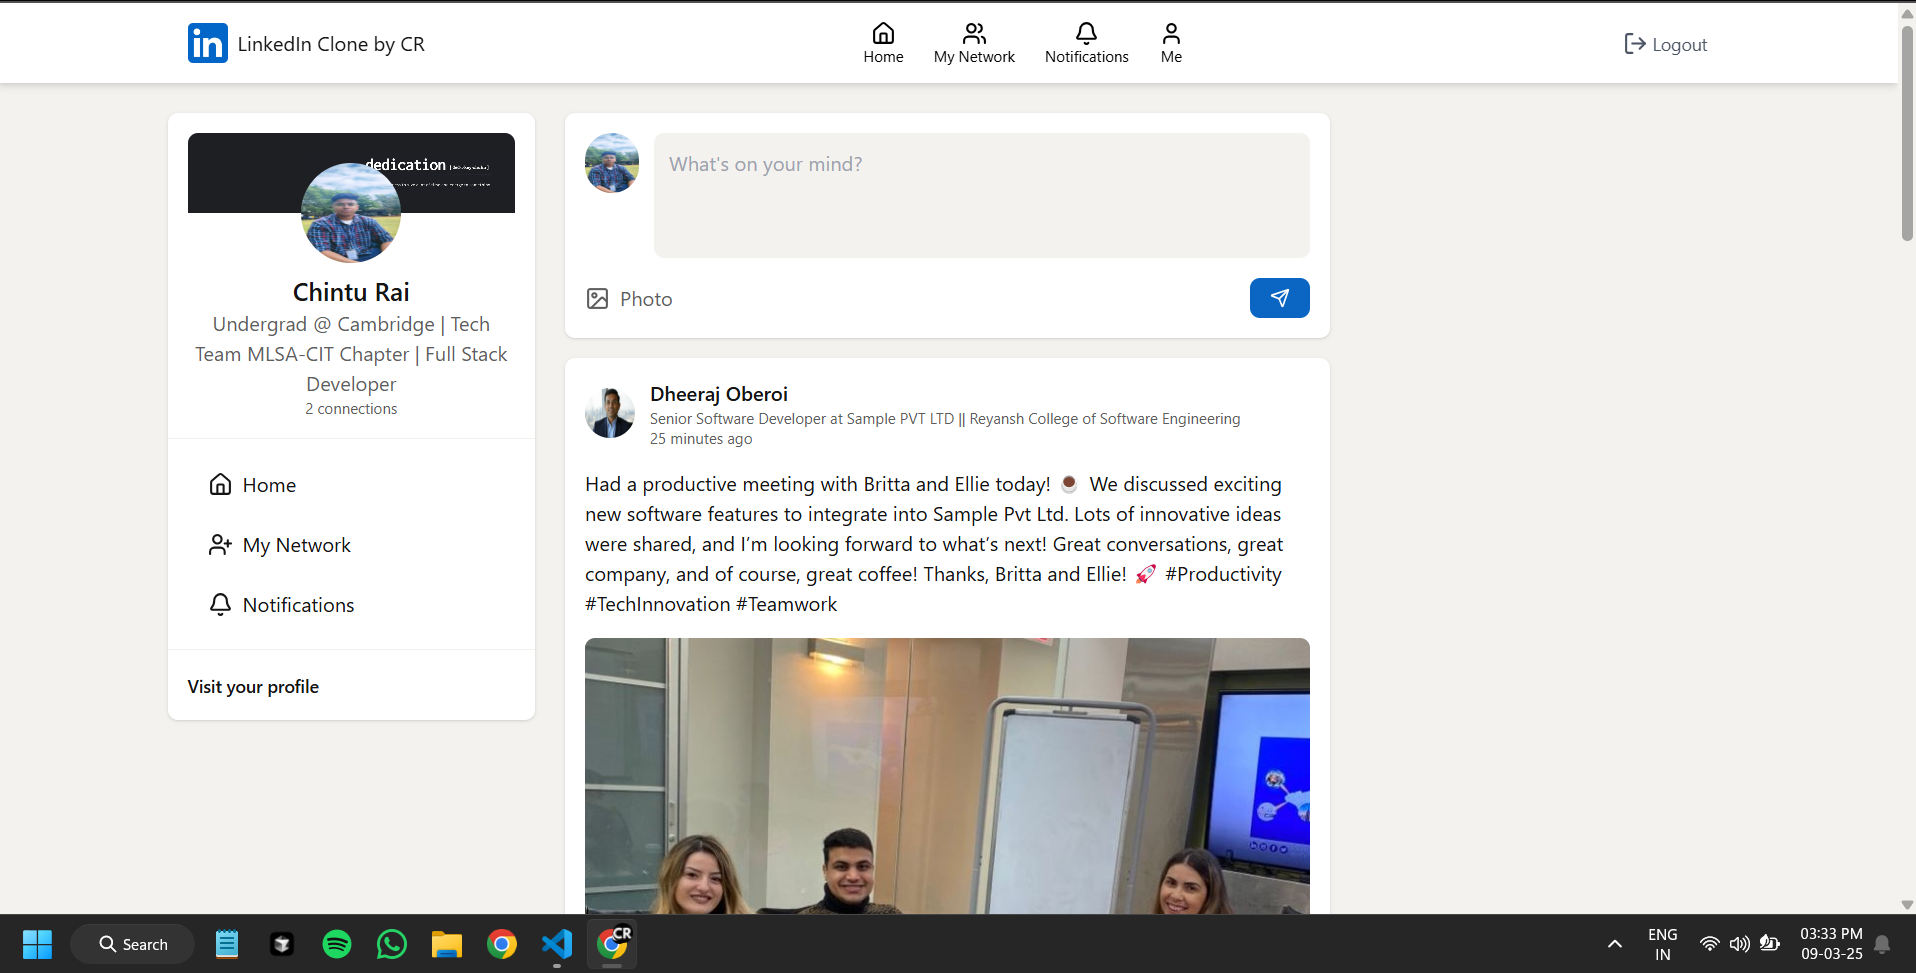 in LinkedIn Clone by CR
Home
My Network
Notifications
Me
Logout
dedication
Chintu Rai
Undergrad @ Cambridge | Tech
Team MLSA-CIT Chapter | Full Stack
Developer
2 connections
Home
My Network
Notifications
Visit your profile
What's on your mind?
Photo
Dheeraj Oberoi
Senior Software Developer at Sample PVT LTD || Reyansh College of Software Engineering
25 minutes ago
Had a productive meeting with Britta and Ellie today! ☕ We discussed exciting
new software features to integrate into Sample Pvt Ltd. Lots of innovative ideas
were shared, and I’m looking forward to what’s next! Great conversations, great
company, and of course, great coffee! Thanks, Britta and Ellie! 🚀 #Productivity
#TechInnovation #Teamwork
Search
CR
ENG
IN
03:33 PM
09-03-25